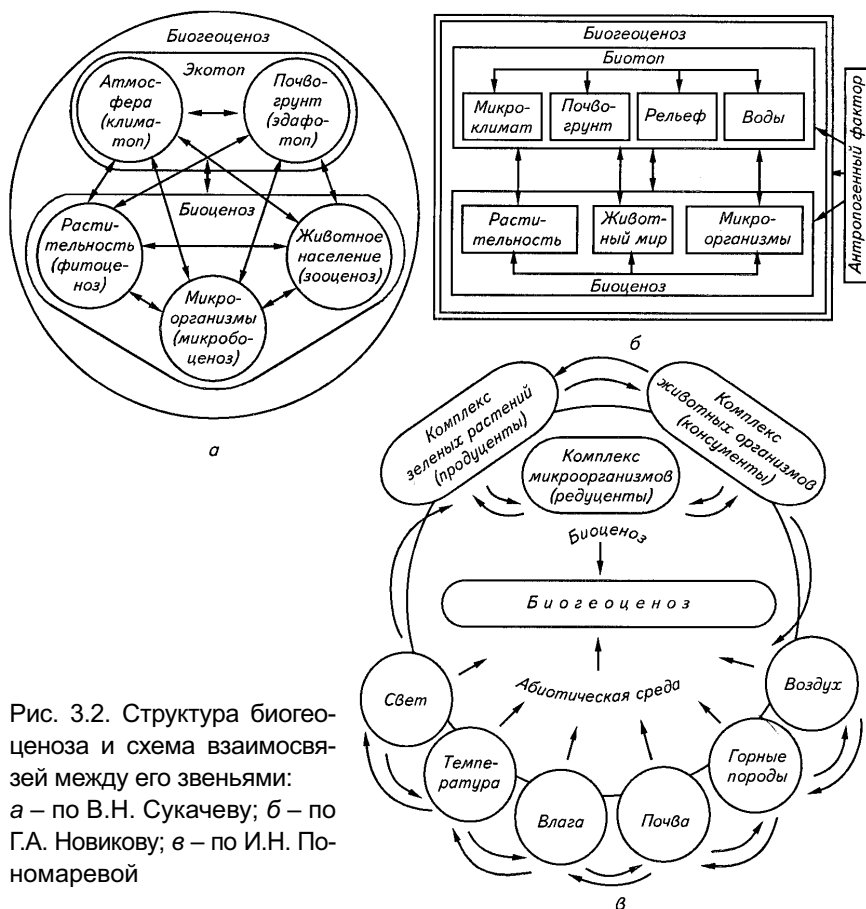 Биогеоценоз
Экотоп
Атмос-
фера
(клима-
топ)
Почво-
грунт
(эдафо-
топ)
Биоценоз
Расти-
тельность
(фитоце-
ноз)
Животное
население
(зооценоз)
Микро-
организмы
(микробо-
ценоз)
а
Биогеоценоз
Биотоп
Микро-
климат
Почво-
грунт
Рельеф
Воды
Расти-
тельность
Живот-
ный мир
Микро-
организмы
Биоценоз
Антропогенный фактор
б
Комплекс
зеленых растений
(продуценты)
Комплекс
животных организмов
(консументы)
Комплекс
микроорганизмов
(редуценты)
Биоценоз
Биогеоценоз
Абиотическая среда
Свет
Темпе-
ратура
Влага
Почва
Горные
породы
Воздух
в
Рис. 3.2. Структура биогео-
ценоза и схема взаимосвя-
зей между его звеньями:
а – по В.Н. Сукачеву; б – по
Г.А. Новикову; в – по И.Н. По-
номаревой